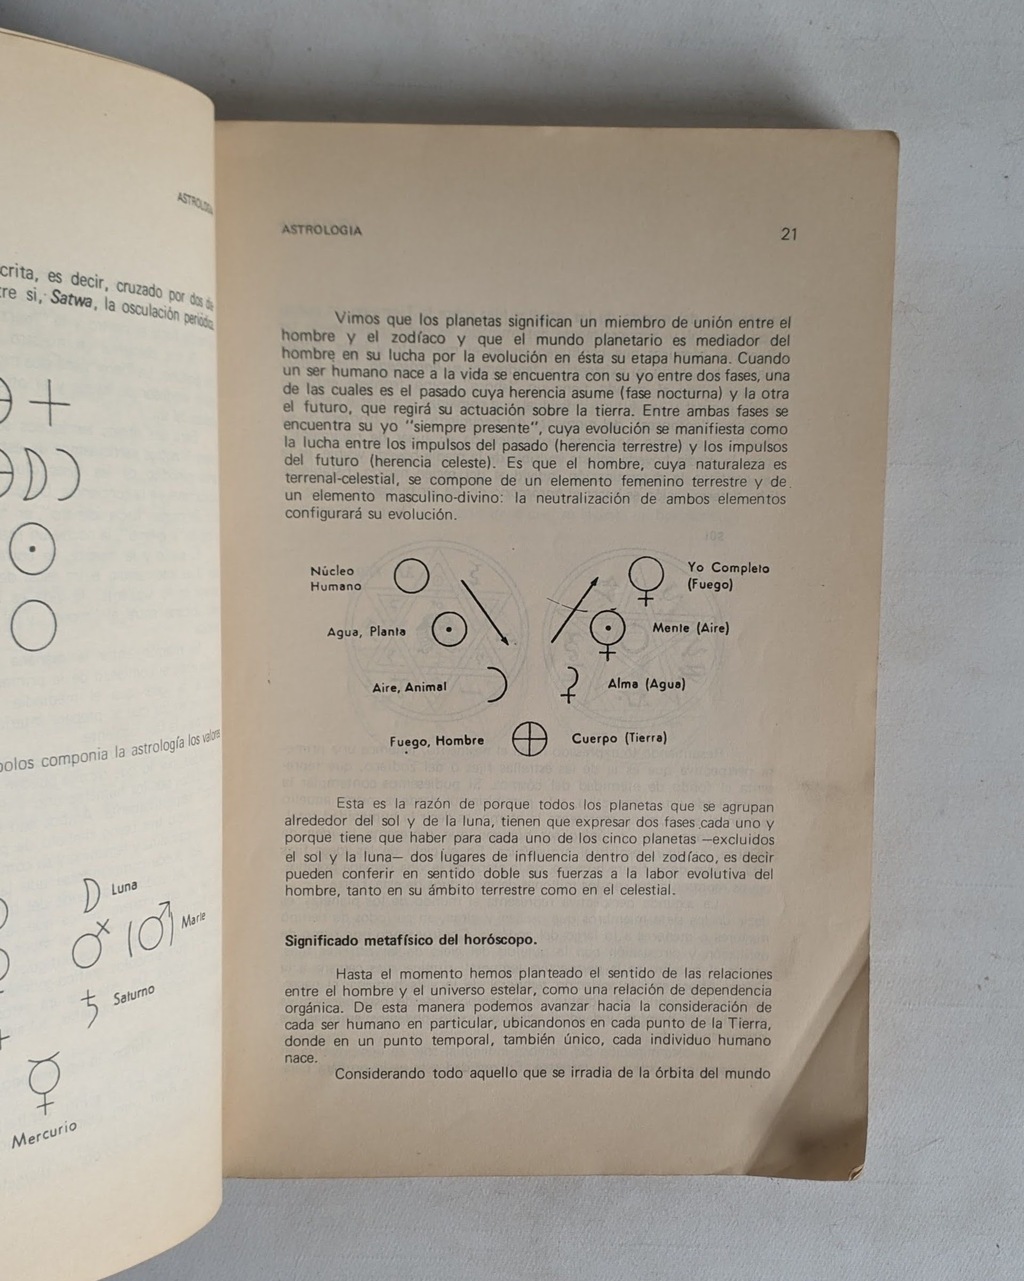 ASTROLOGIA
crita, es decir, cruzado por dos
tre si, Satwa, la osculación periódica
bolos componia la astrología los valores
Luna
Marte
Saturno
Mercurio
ASTROLOGIA 21
Vimos que los planetas significan un miembro de unión entre el
hombre y el zodíaco y que el mundo planetario es mediador del
hombre en su lucha por la evolución en ésta su etapa humana. Cuando
un ser humano nace a la vida se encuentra con su yo entre dos fases, una
de las cuales es el pasado cuya herencia asume (fase nocturna) y la otra
el futuro, que regirá su actuación sobre la tierra. Entre ambas fases se
encuentra su yo "siempre presente", cuya evolución se manifiesta como
la lucha entre los impulsos del pasado (herencia terrestre) y los impulsos
del futuro (herencia celeste). Es que el hombre, cuya naturaleza es
terrenal-celestial, se compone de un elemento femenino terrestre y de
un elemento masculino-divino: la neutralización de ambos elementos
configurará su evolución.
Núcleo
Humano
Yo Completo
(Fuego)
Agua, Planta
Mente (Aire)
Aire, Animal
Alma (Agua)
Fuego, Hombre
Cuerpo (Tierra)
Esta es la razón de porque todos los planetas que se agrupan
alrededor del sol y de la luna, tienen que expresar dos fases cada uno y
porque tiene que haber para cada uno de los cinco planetas —excluidos
el sol y la luna— dos lugares de influencia dentro del zodíaco, es decir
pueden conferir en sentido doble sus fuerzas a la labor evolutiva del
hombre, tanto en su ámbito terrestre como en el celestial.
Significado metafísico del horóscopo.
Hasta el momento hemos planteado el sentido de las relaciones
entre el hombre y el universo estelar, como una relación de dependencia
orgánica. De esta manera podemos avanzar hacia la consideración de
cada ser humano en particular, ubicandonos en cada punto de la Tierra,
donde en un punto temporal, también único, cada individuo humano
nace.
Considerando todo aquello que se irradia de la órbita del mundo